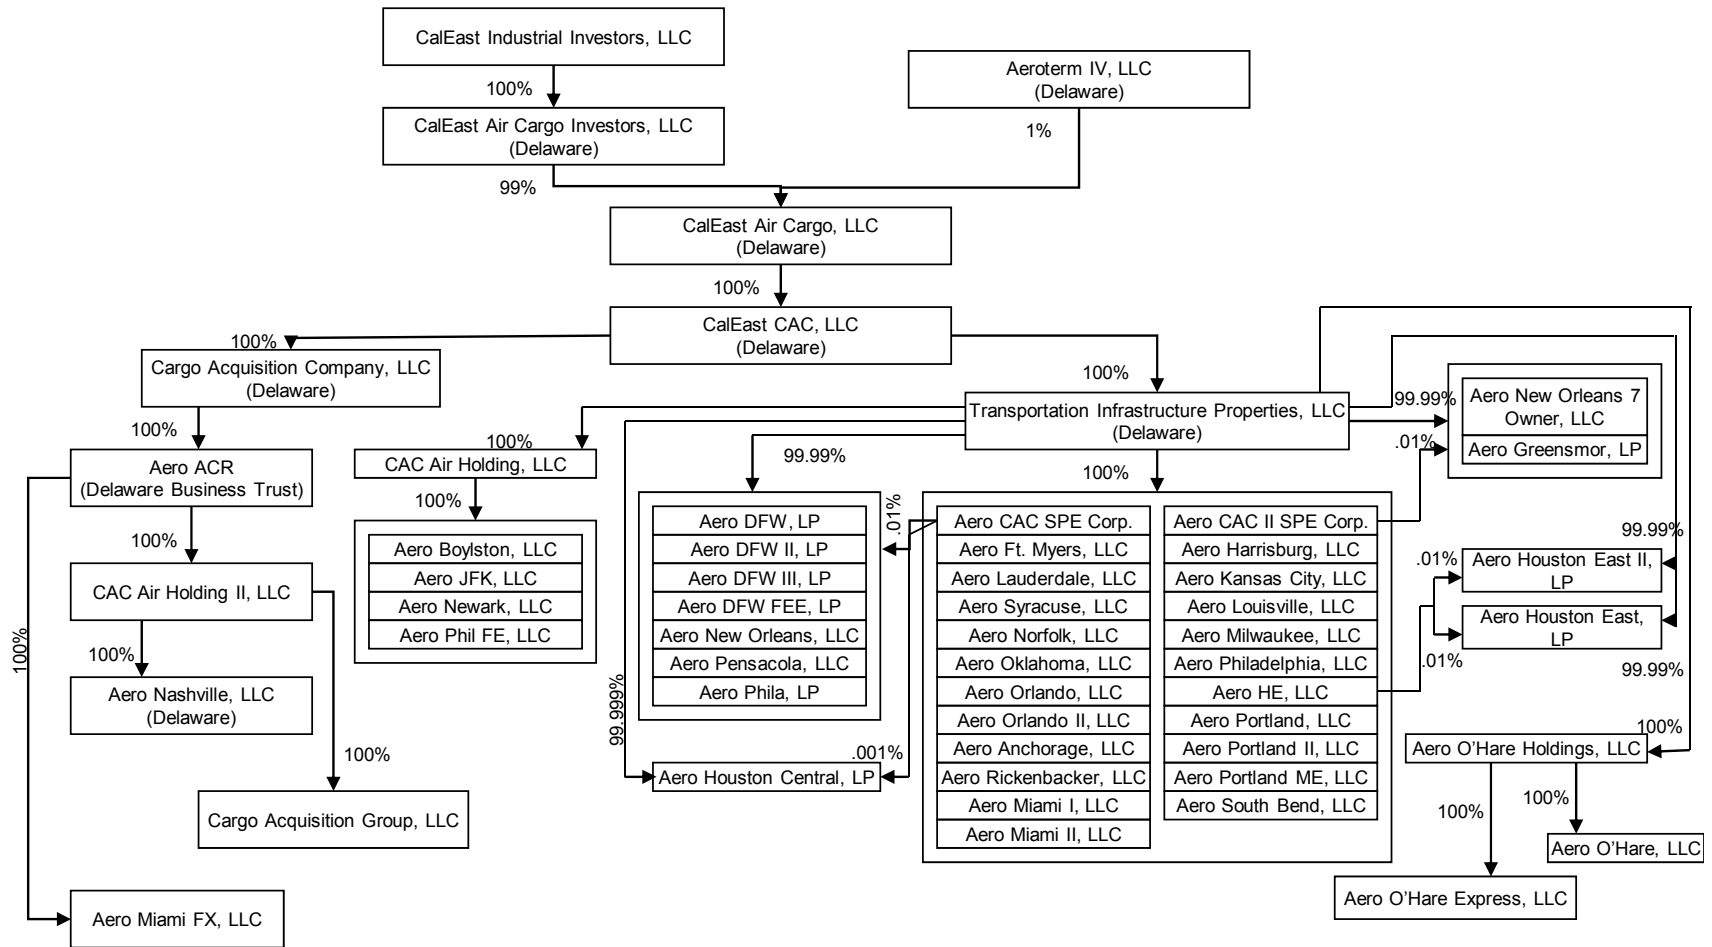 CalEast Industrial Investors, LLC
Aeroterm IV, LLC
(Delaware)
100%
CalEast Air Cargo Investors, LLC
(Delaware)
1%
99%
CalEast Air Cargo, LLC
(Delaware)
100%
CalEast CAC, LLC
(Delaware)
100%
Cargo Acquisition Company, LLC
(Delaware)
100%
Transportation Infrastructure Properties, LLC
(Delaware)
99.99%
Aero New Orleans 7
Owner, LLC
Aero Greensmor, LP
.01%
100%
Aero ACR
(Delaware Business Trust)
100%
CAC Air Holding, LLC
99.99%
100%
100%
100%
CAC Air Holding II, LLC
100%
Aero Nashville, LLC
(Delaware)
100%
Cargo Acquisition Group, LLC
100%
Aero Miami FX, LLC
Aero Boylston, LLC
Aero JFK, LLC
Aero Newark, LLC
Aero Phil FE, LLC
Aero DFW, LP
Aero DFW II, LP
Aero DFW III, LP
Aero DFW FEE, LP
Aero New Orleans, LLC
Aero Pensacola, LLC
Aero Phila, LP
.01%
99.999%
.001%
Aero Houston Central, LP
Aero CAC SPE Corp.
Aero Ft. Myers, LLC
Aero Lauderdale, LLC
Aero Syracuse, LLC
Aero Norfolk, LLC
Aero Oklahoma, LLC
Aero Orlando, LLC
Aero Orlando II, LLC
Aero Anchorage, LLC
Aero Rickenbacker, LLC
Aero Miami I, LLC
Aero Miami II, LLC
Aero CAC II SPE Corp.
Aero Harrisburg, LLC
Aero Kansas City, LLC
Aero Louisville, LLC
Aero Milwaukee, LLC
Aero Philadelphia, LLC
Aero HE, LLC
Aero Portland, LLC
Aero Portland II, LLC
Aero Portland ME, LLC
Aero South Bend, LLC
99.99%
.01%
Aero Houston East II,
LP
Aero Houston East,
LP
.01%
99.99%
100%
Aero O'Hare Holdings, LLC
100%
100%
Aero O'Hare, LLC
Aero O'Hare Express, LLC